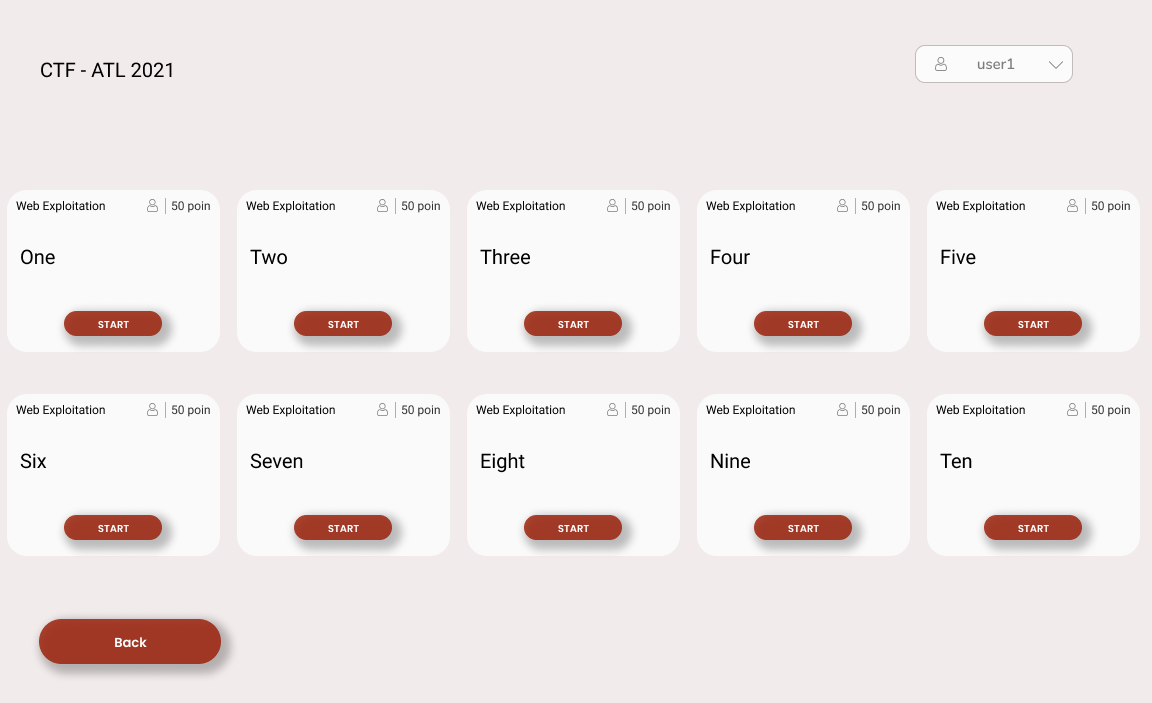 CTF - ATL 2021
user1
Web Exploitation 50 poin
One
START
Web Exploitation 50 poin
Two
START
Web Exploitation 50 poin
Three
START
Web Exploitation 50 poin
Four
START
Web Exploitation 50 poin
Five
START
Web Exploitation 50 poin
Six
START
Web Exploitation 50 poin
Seven
START
Web Exploitation 50 poin
Eight
START
Web Exploitation 50 poin
Nine
START
Web Exploitation 50 poin
Ten
START
Back